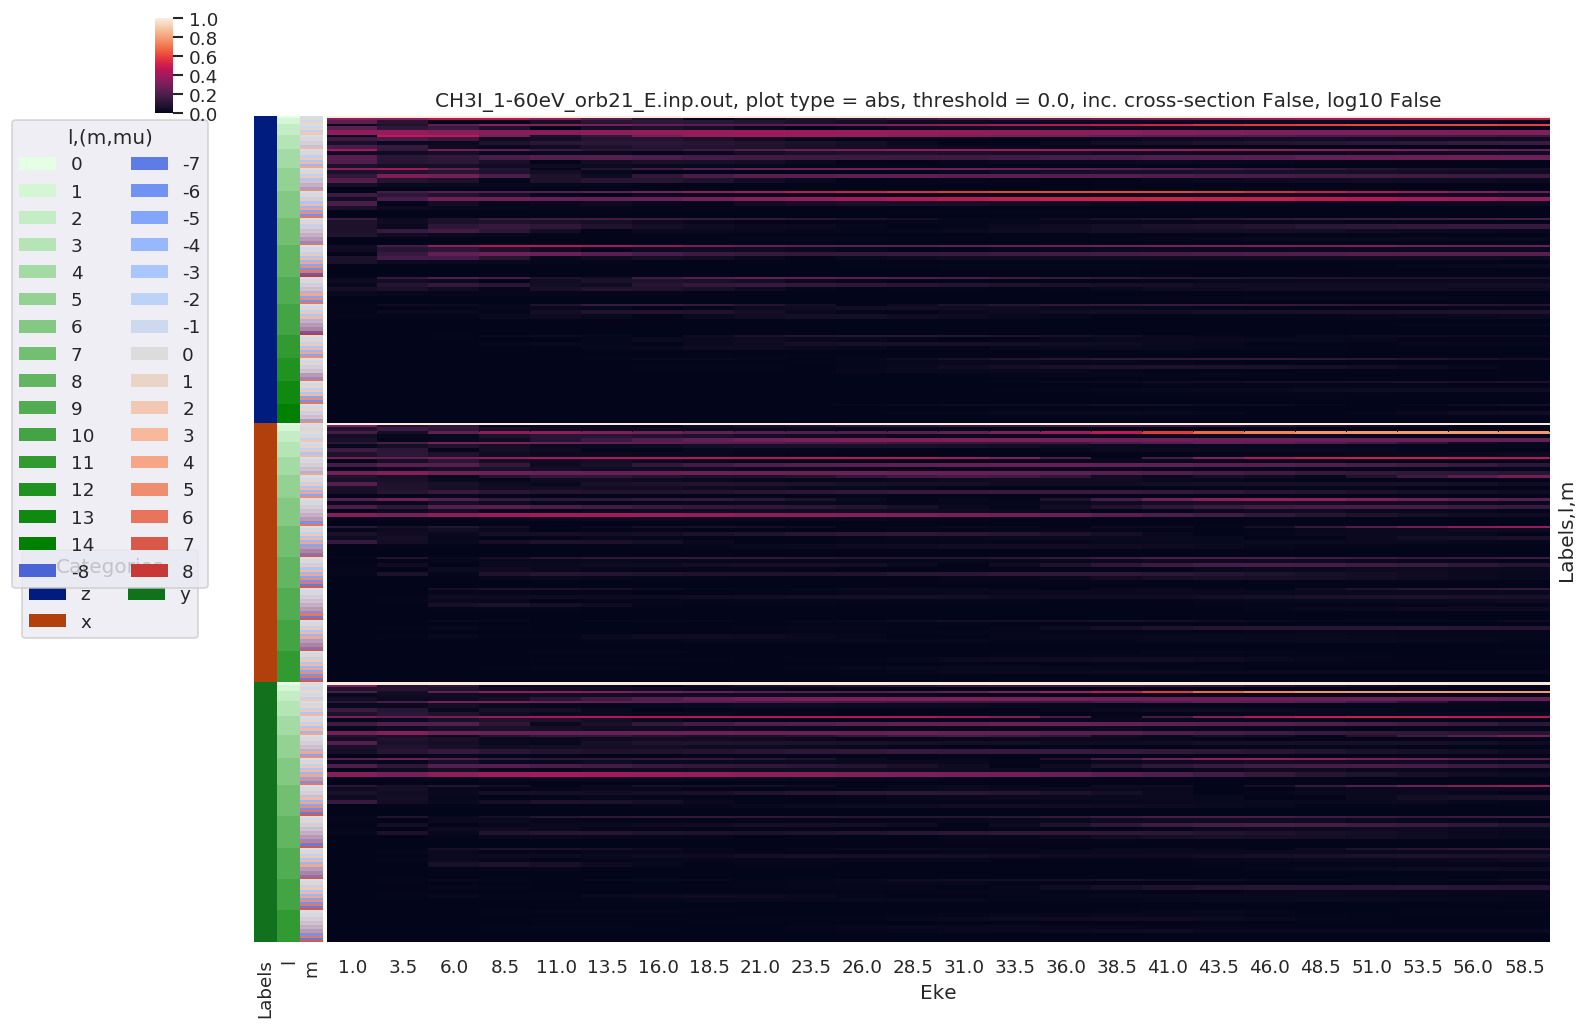 1.0
0.8
0.6
0.4
0.2
0.0
CH3I_1-60eV_orb21_E.inp.out, plot type = abs, threshold = 0.0, inc. cross-section False, log10 False
l,(m,mu)
0 -7
1 -6
2 -5
3 -4
4 -3
5 -2
6 -1
7 0
8 1
9 2
10 3
11 4
12 5
13 6
14 7
Categories
-8 8
z y
x
Labels,l,m
Labels
l
m
1.0 3.5 6.0 8.5 11.0 13.5 16.0 18.5 21.0 23.5 26.0 28.5 31.0 33.5 36.0 38.5 41.0 43.5 46.0 48.5 51.0 53.5 56.0 58.5
Eke